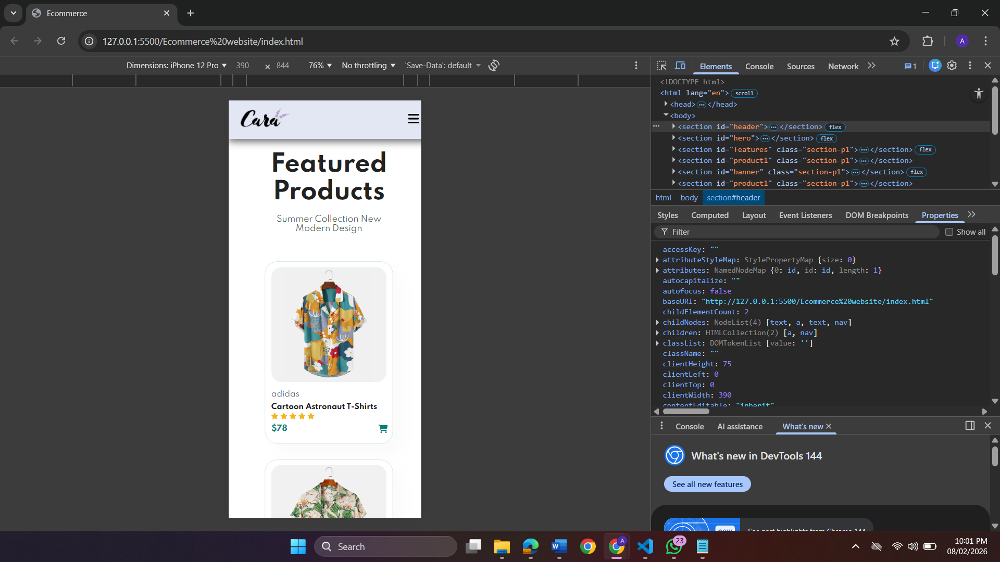 Ecommerce
127.0.0.1:5500/Ecommerce%20website/index.html
A
Dimensions: iPhone 12 Pro 390 × 844 76% No throttling 'Save-Data': default
Cara
Featured
Products
Summer Collection New
Modern Design
adidas
Cartoon Astronaut T-Shirts
$78
Elements Console Sources Network 1
<!DOCTYPE html>
<html lang="en"> scroll
<head> ⋯ </head>
<body>
<section id="header"> ⋯ </section> flex
<section id="hero"> ⋯ </section> flex
<section id="features" class="section-p1"> ⋯ </section> flex
<section id="product1" class="section-p1"> ⋯ </section>
<section id="banner" class="section-p1"> ⋯ </section> flex
<section id="product1" class="section-p1"> ⋯ </section>
html body section#header
Styles Computed Layout Event Listeners DOM Breakpoints Properties
Filter Show all
accessKey: ""
attributeStyleMap: StylePropertyMap {size: 0}
attributes: NamedNodeMap {0: id, id: id, length: 1}
autocapitalize: ""
autofocus: false
baseURI: "http://127.0.0.1:5500/Ecommerce%20website/index.html"
childElementCount: 2
childNodes: NodeList(4) [text, a, text, nav]
children: HTMLCollection(2) [a, nav]
classList: DOMTokenList [value: '']
className: ""
clientHeight: 75
clientLeft: 0
clientTop: 0
clientWidth: 390
contentEditable: "inherit"
Console AI assistance What's new
What's new in DevTools 144
See all new features
new
See past highlights from Chrome 144
Search
A
23
10:01 PM
08/02/2026